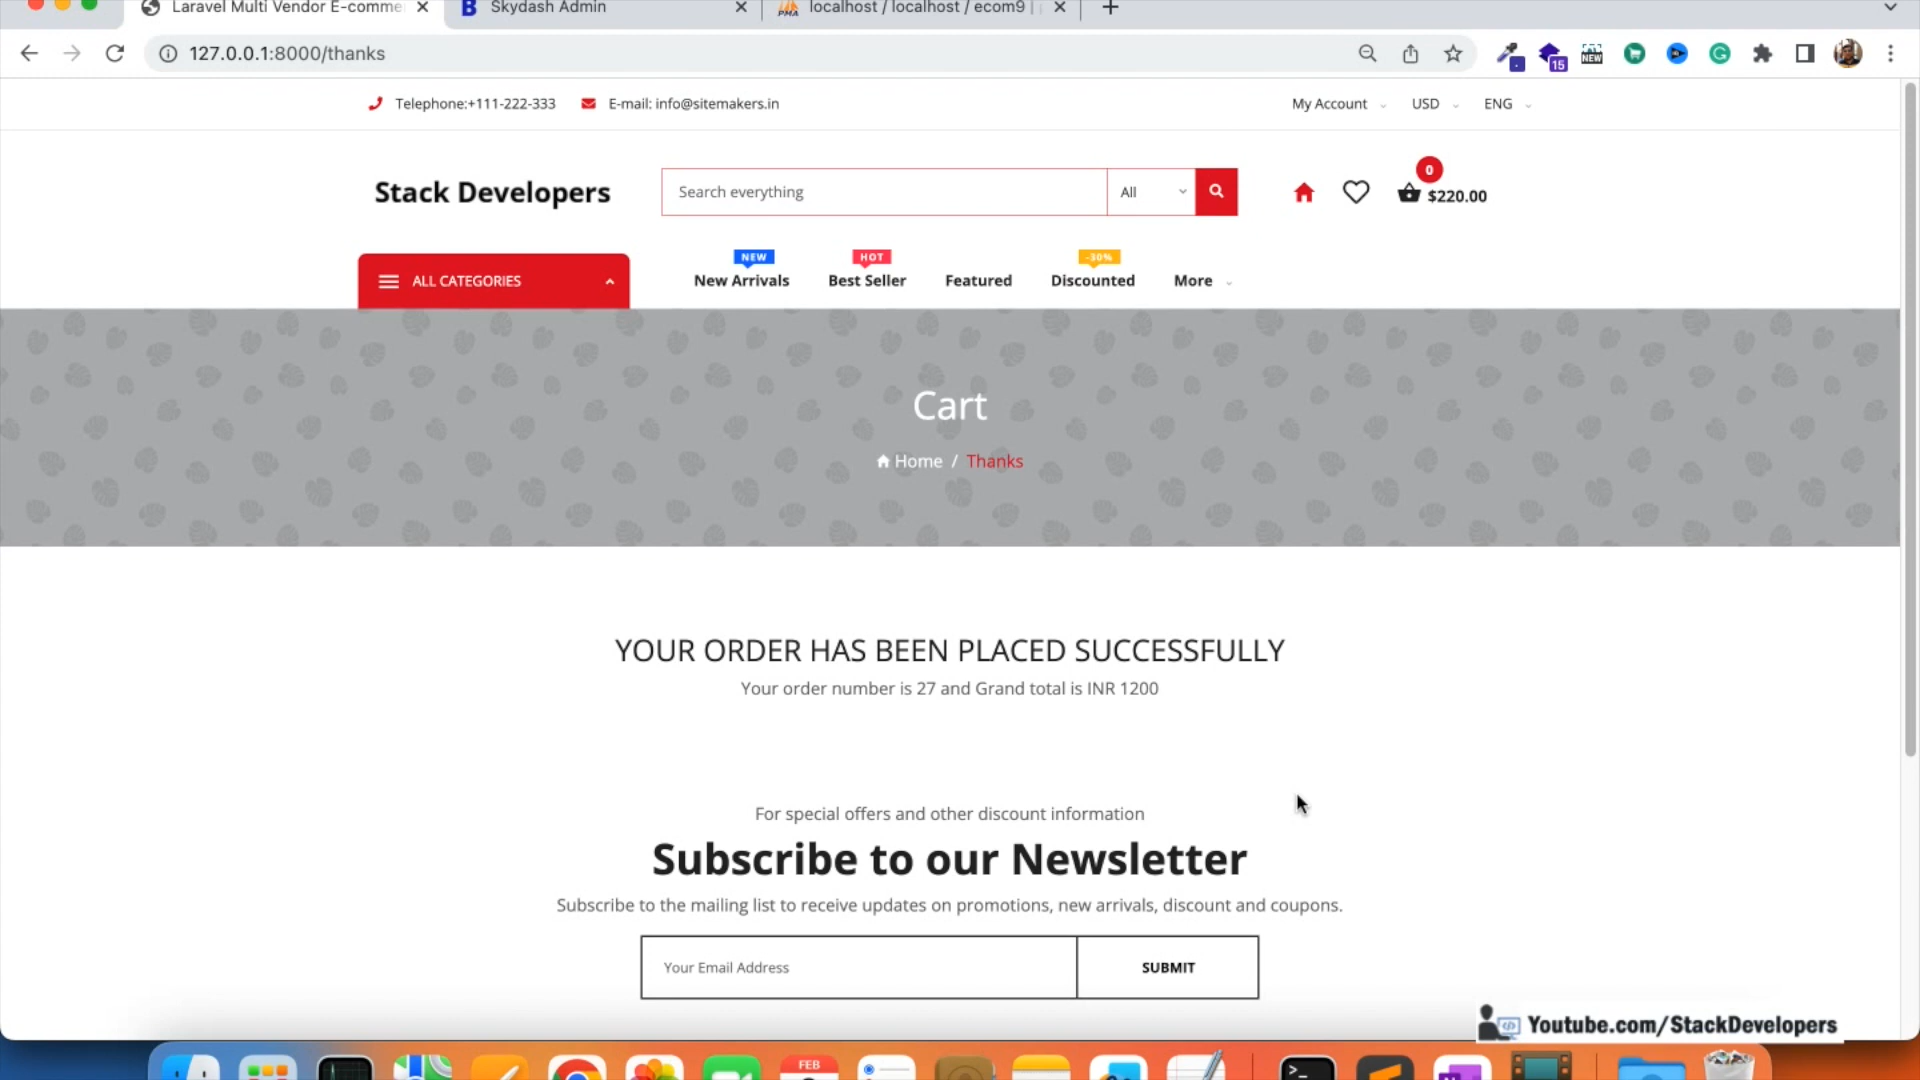 Laravel Multi Vendor E-comme
Skydash Admin
localhost / localhost / ecom9 |
127.0.0.1:8000/thanks
15
NEW
Telephone:+111-222-333
E-mail: info@sitemakers.in
My Account
USD
ENG
Stack Developers
Search everything
All
0
$220.00
NEW
HOT
-30%
ALL CATEGORIES
New Arrivals
Best Seller
Featured
Discounted
More
Cart
Home / Thanks
YOUR ORDER HAS BEEN PLACED SUCCESSFULLY
Your order number is 27 and Grand total is INR 1200
For special offers and other discount information
Subscribe to our Newsletter
Subscribe to the mailing list to receive updates on promotions, new arrivals, discount and coupons.
Your Email Address
SUBMIT
Youtube.com/StackDevelopers
FEB